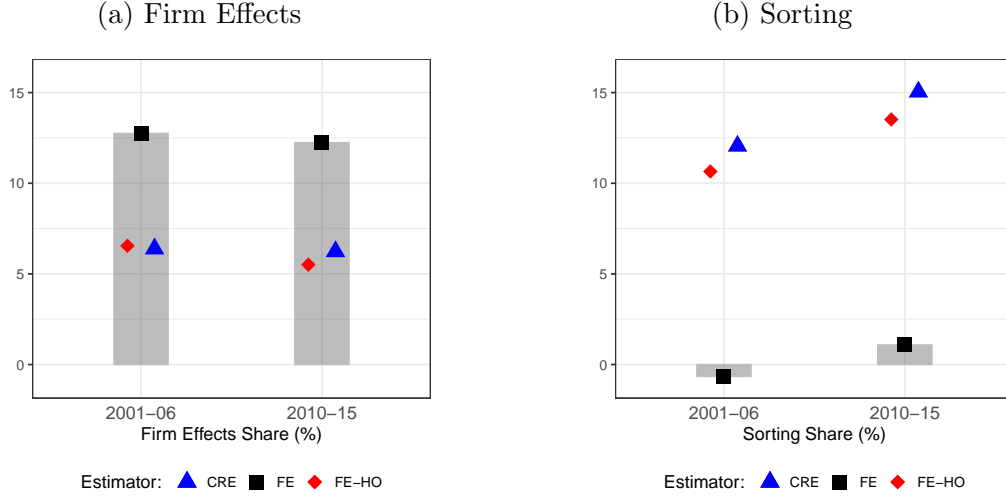 (a) Firm Effects
15
10
5
0
2001–06 2010–15
Firm Effects Share (%)
Estimator: CRE FE FE−HO
(b) Sorting
15
10
5
0
2001–06 2010–15
Sorting Share (%)
Estimator: CRE FE FE−HO